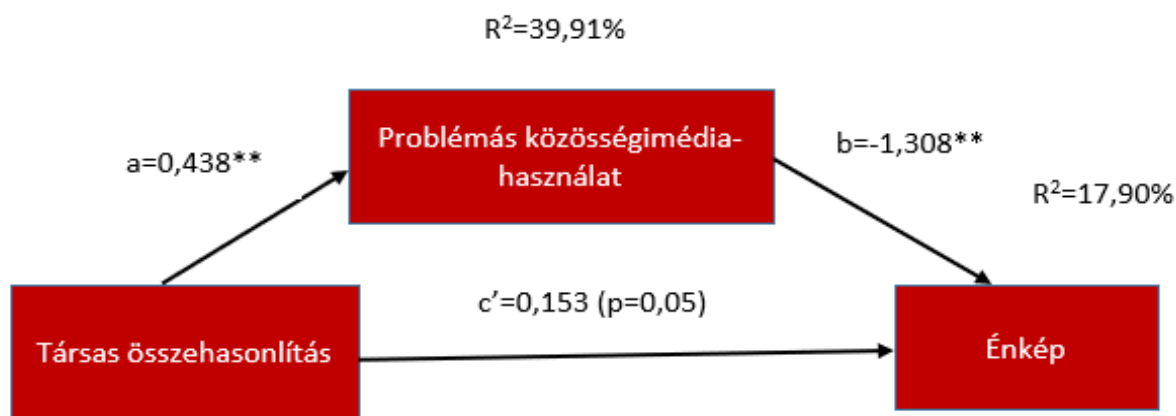 R²=39,91%
Problémás közösségimédia-
használat
a=0,438**
b=-1,308**
R²=17,90%
c’=0,153 (p=0,05)
Társas összehasonlítás
Énkép